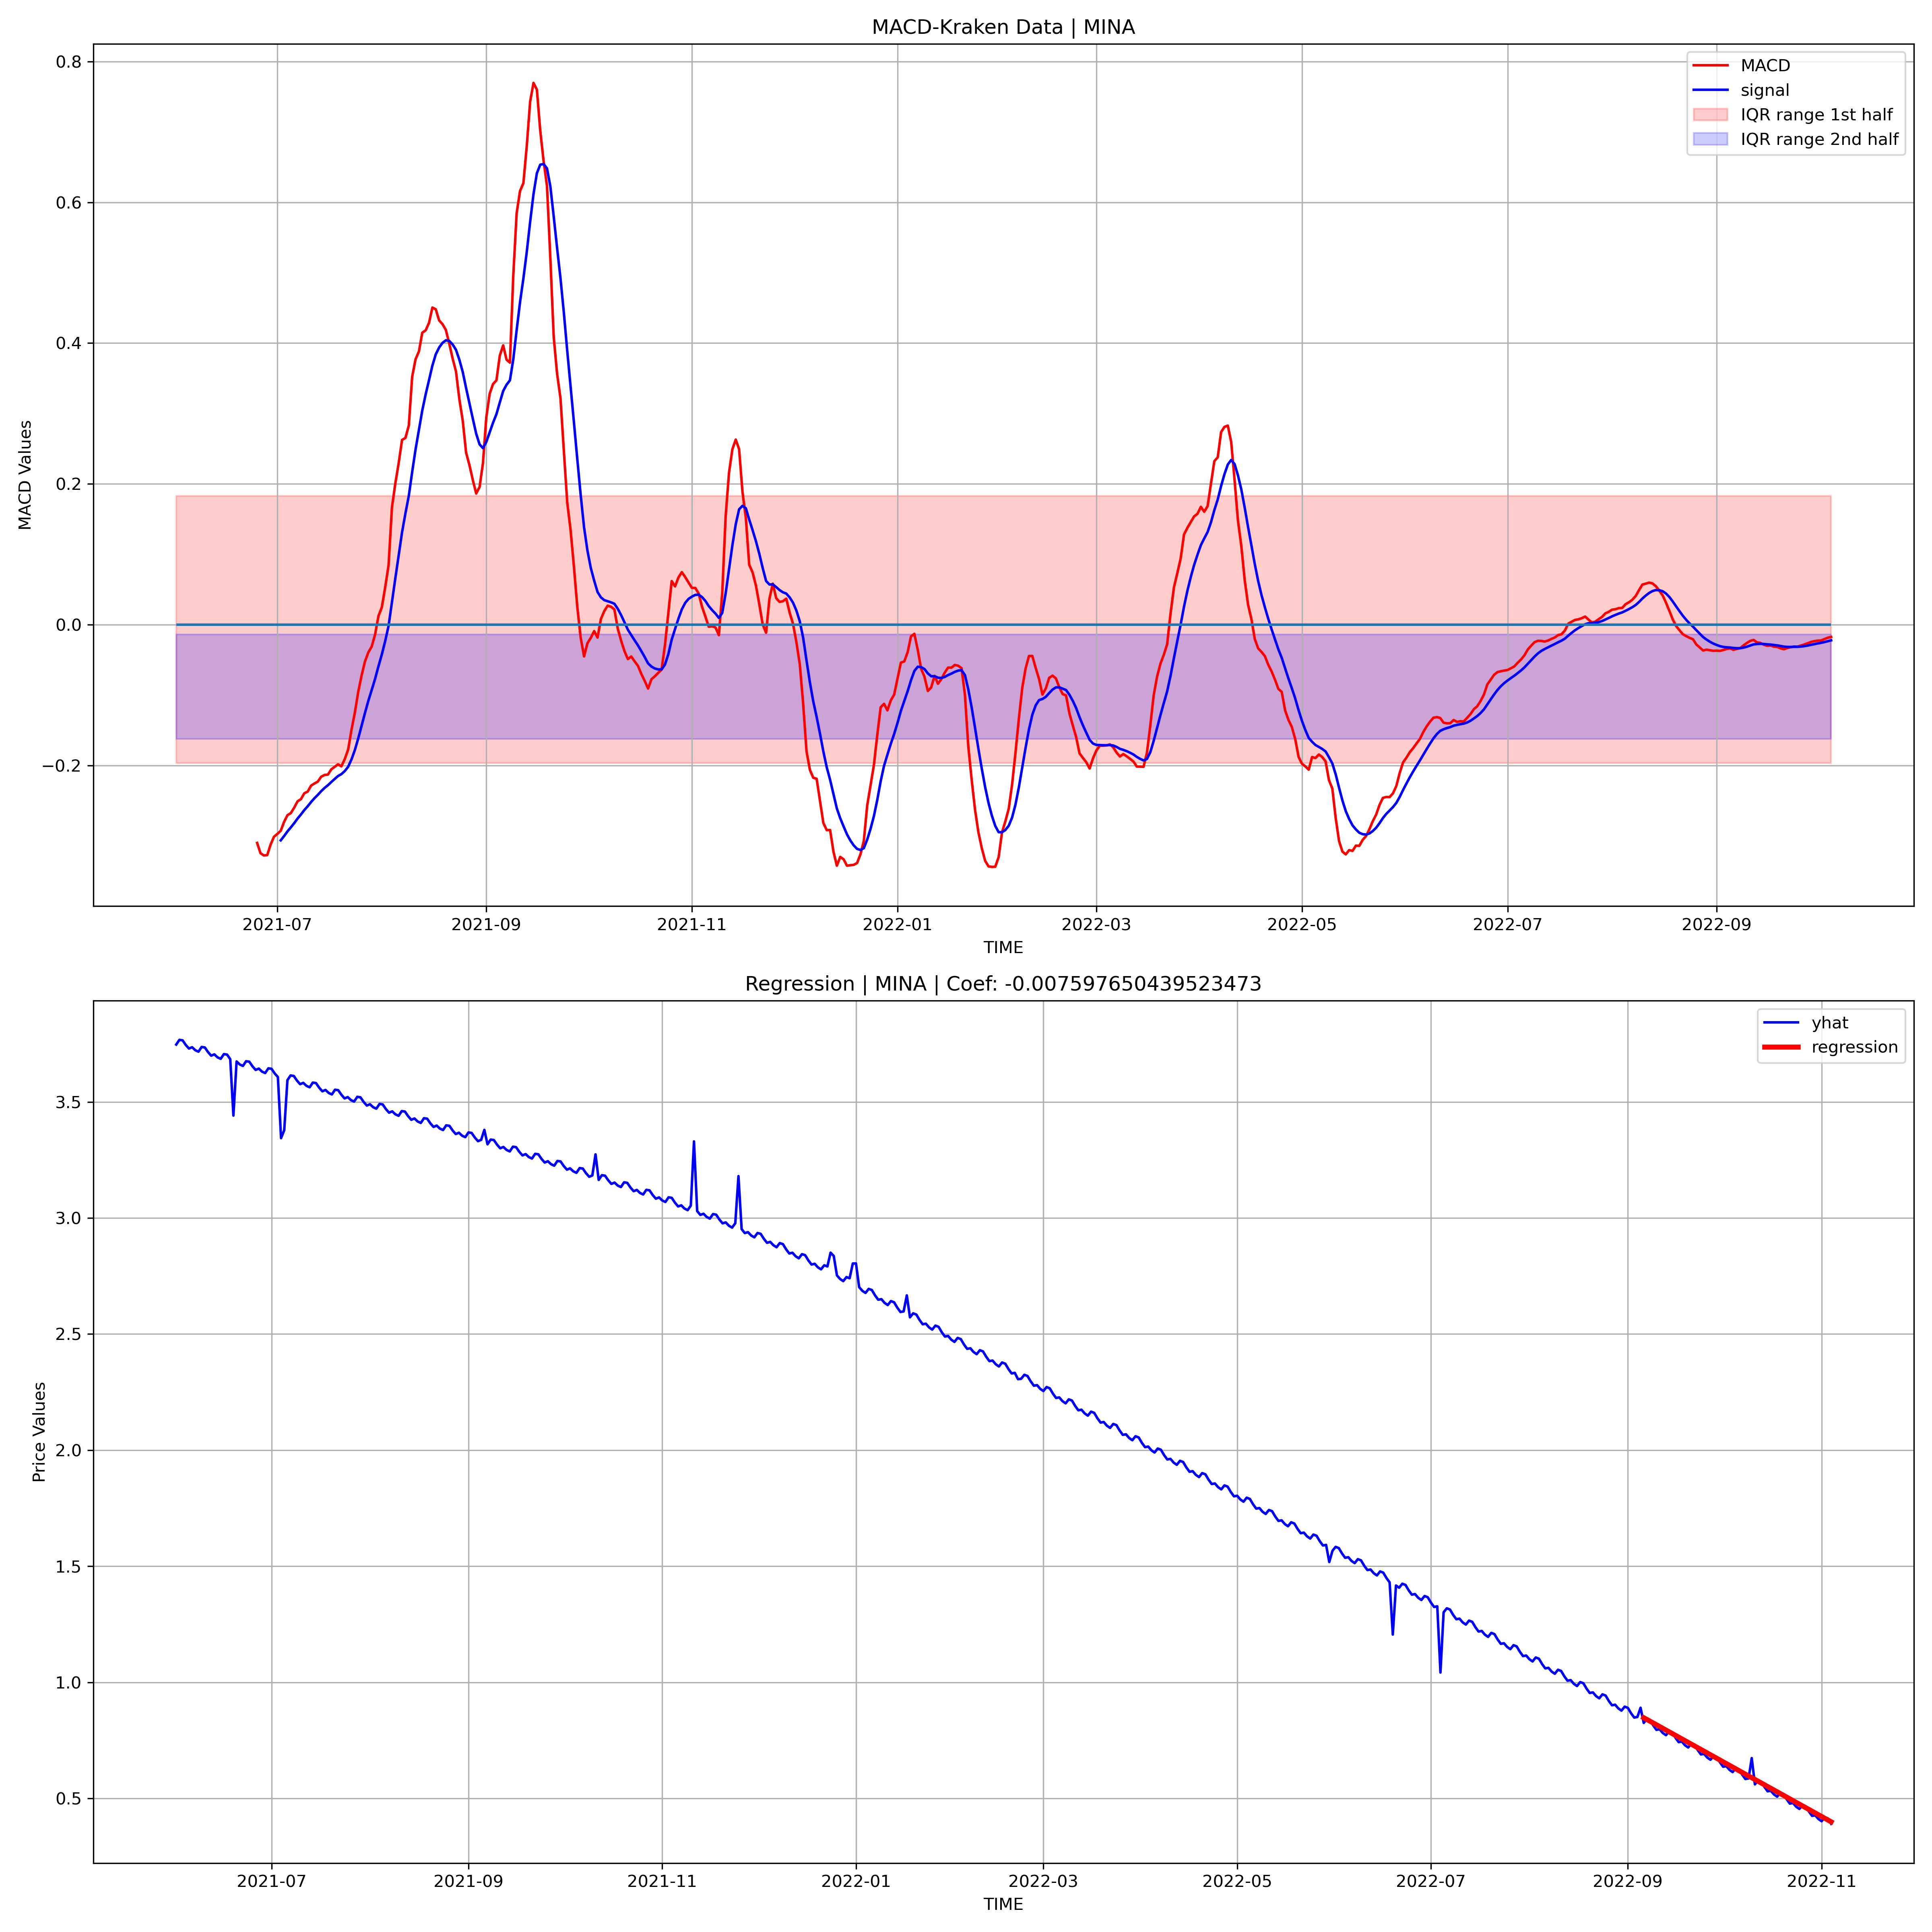 MACD-Kraken Data | MINA
MACD Values
0.8
0.6
0.4
0.2
0.0
−0.2
MACD
signal
IQR range 1st half
IQR range 2nd half
2021-07 2021-09 2021-11 2022-01 2022-03 2022-05 2022-07 2022-09
TIME
Regression | MINA | Coef: -0.007597650439523473
Price Values
3.5
3.0
2.5
2.0
1.5
1.0
0.5
yhat
regression
2021-07 2021-09 2021-11 2022-01 2022-03 2022-05 2022-07 2022-09 2022-11
TIME